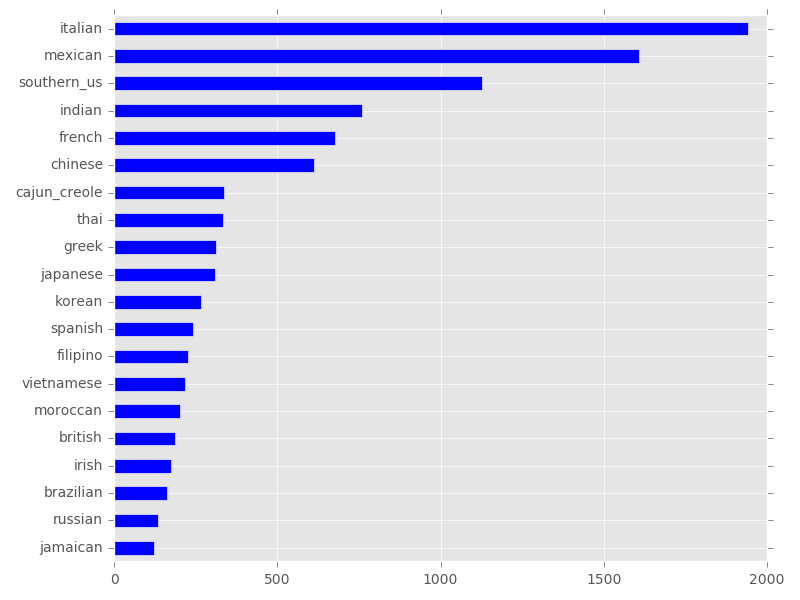 italian
mexican
southern_us
indian
french
chinese
cajun_creole
thai
greek
japanese
korean
spanish
filipino
vietnamese
moroccan
british
irish
brazilian
russian
jamaican
0 500 1000 1500 2000